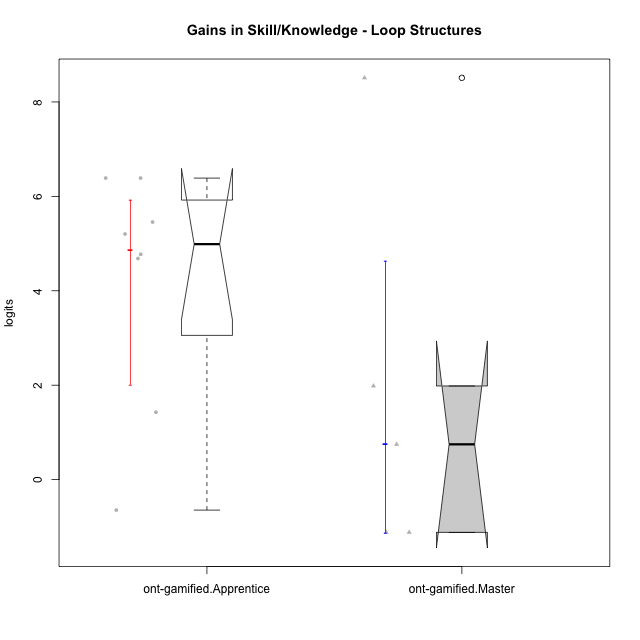 Gains in Skill/Knowledge - Loop Structures
logits
8
6
4
2
0
ont-gamified.Apprentice
ont-gamified.Master